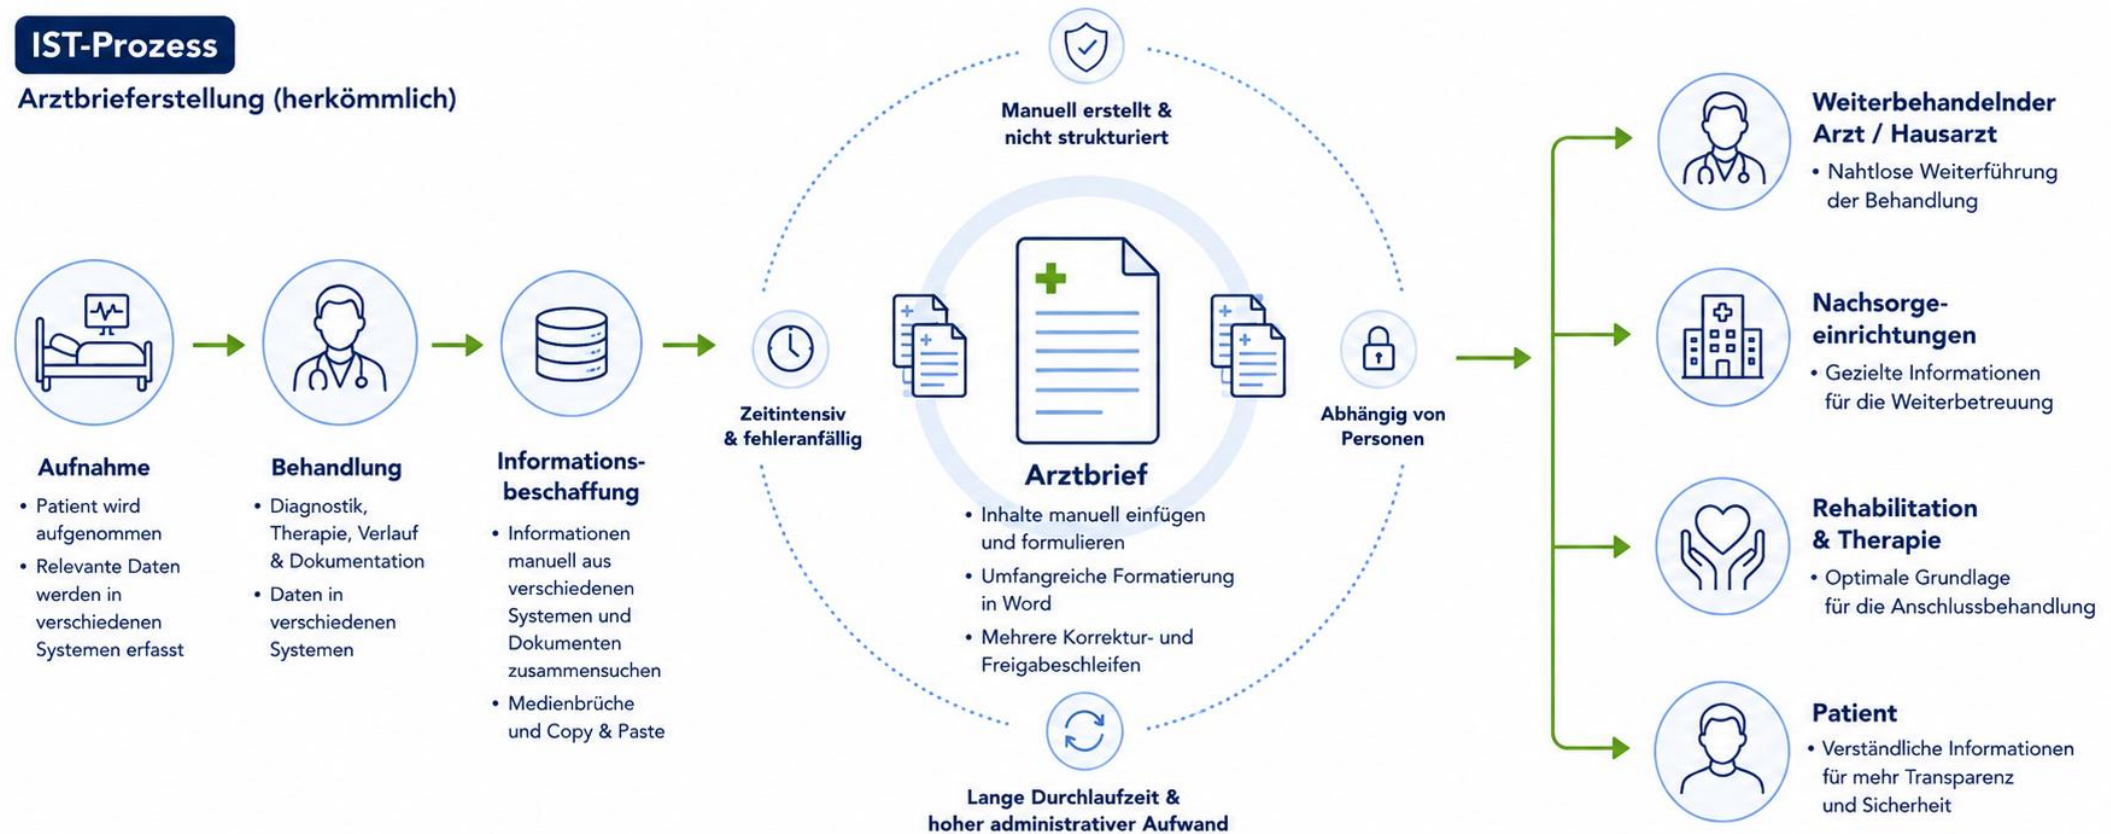 IST-Prozess
Arztbrieferstellung (herkömmlich)
Aufnahme
• Patient wird
aufgenommen
• Relevante Daten
werden in
verschiedenen
Systemen erfasst
Behandlung
• Diagnostik,
Therapie, Verlauf
& Dokumentation
• Daten in
verschiedenen
Systemen
Informations-
beschaffung
• Informationen
manuell aus
verschiedenen
Systemen und
Dokumenten
zusammensuchen
• Medienbrüche
und Copy & Paste
Manuell erstellt &
nicht strukturiert
Zeitintensiv
& fehleranfällig
Arztbrief
• Inhalte manuell einfügen
und formulieren
• Umfangreiche Formatierung
in Word
• Mehrere Korrektur- und
Freigabeschleifen
Abhängig von
Personen
Lange Durchlaufzeit &
hoher administrativer Aufwand
Weiterbehandelnder
Arzt / Hausarzt
• Nahtlose Weiterführung
der Behandlung
Nachsorge-
einrichtungen
• Gezielte Informationen
für die Weiterbetreuung
Rehabilitation
& Therapie
• Optimale Grundlage
für die Anschlussbehandlung
Patient
• Verständliche Informationen
für mehr Transparenz
und Sicherheit